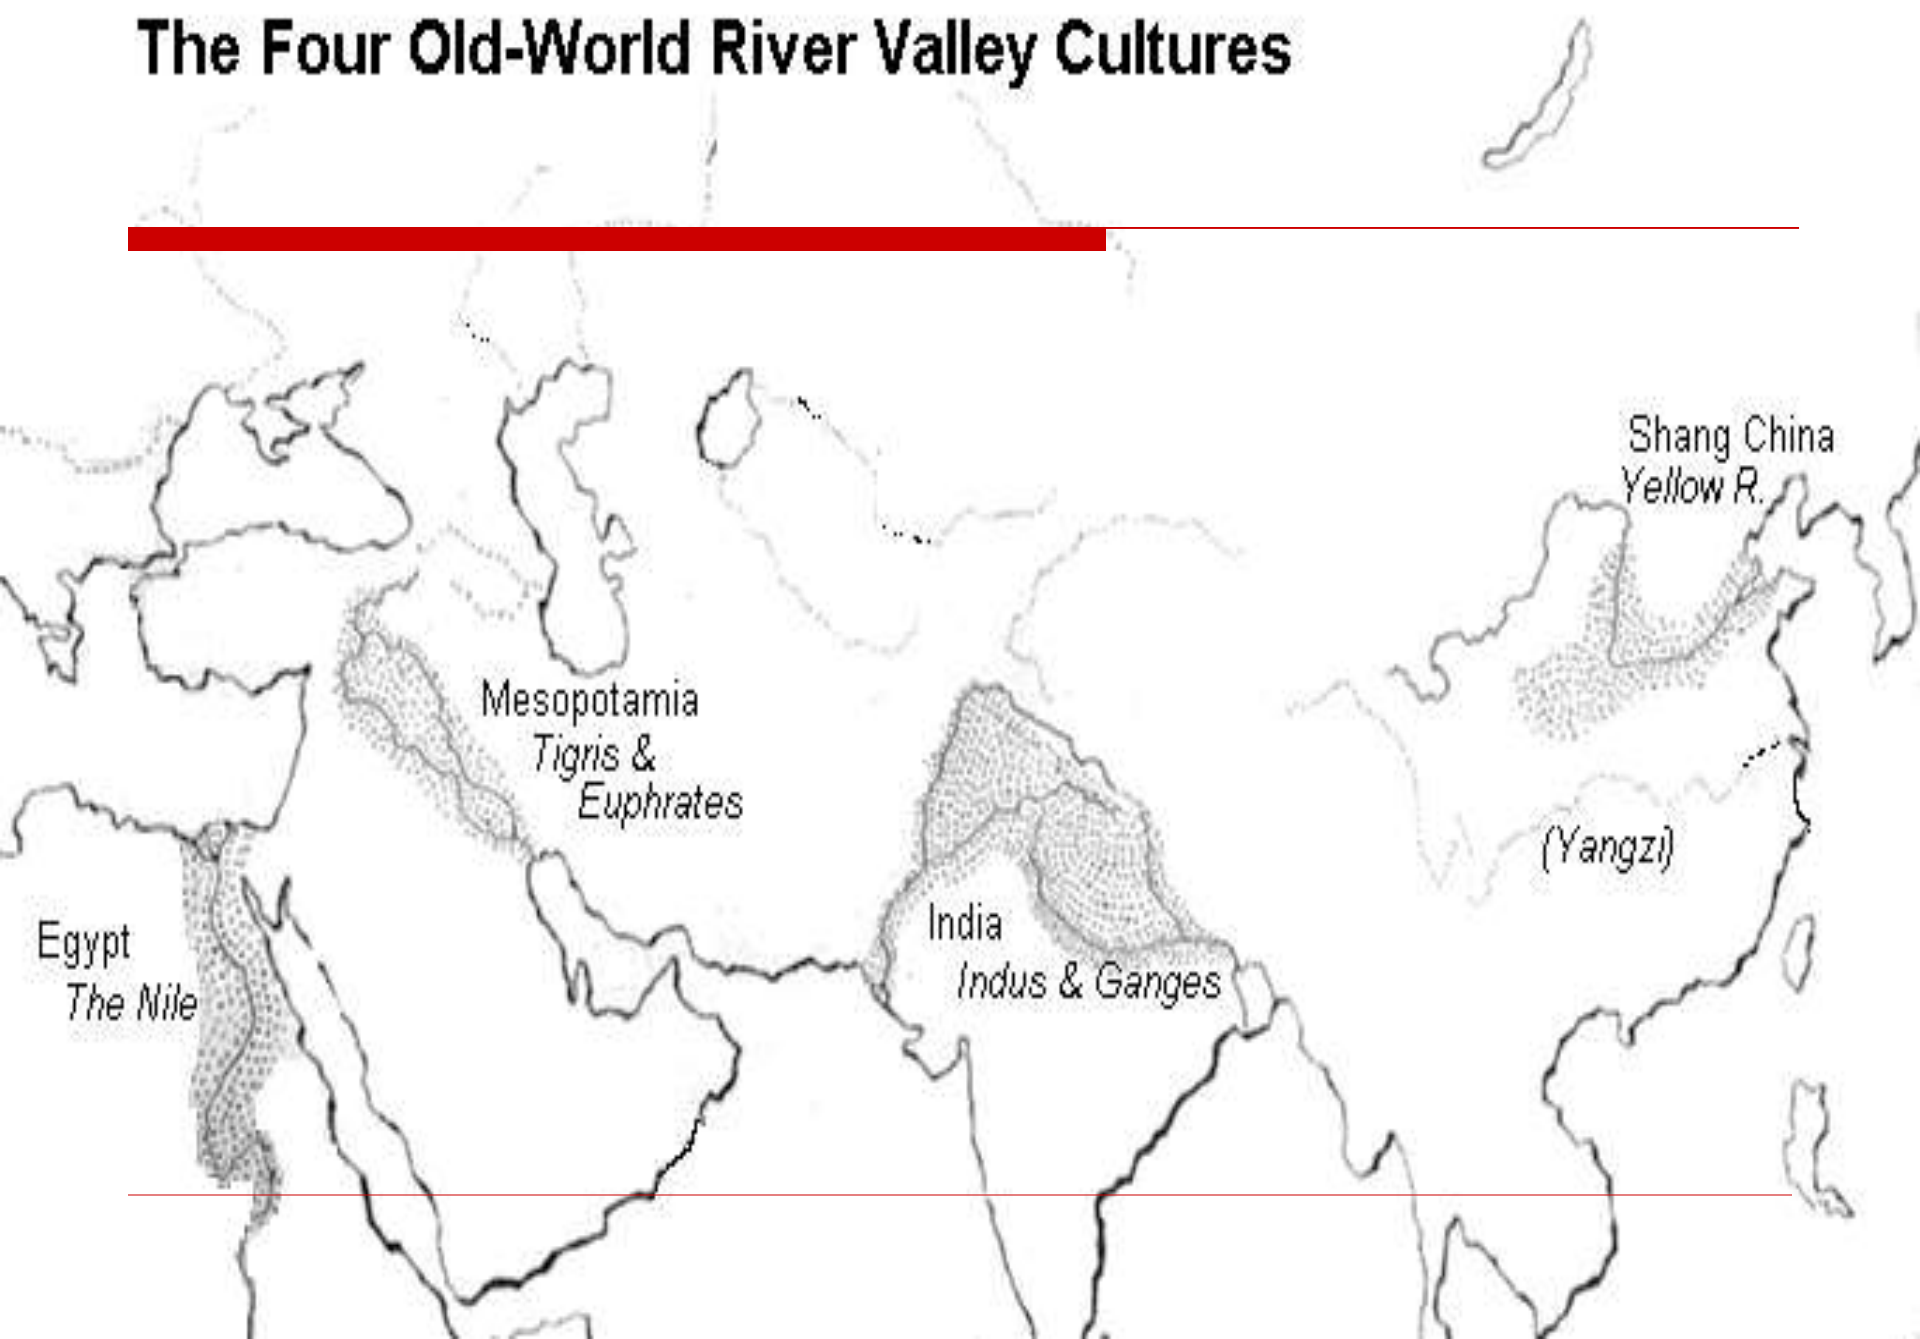 The Four Old-World River Valley Cultures
Shang China
Yellow R.
Mesopotamia
Tigris &
Euphrates
(Yangzi)
Egypt
The Nile
India
Indus & Ganges